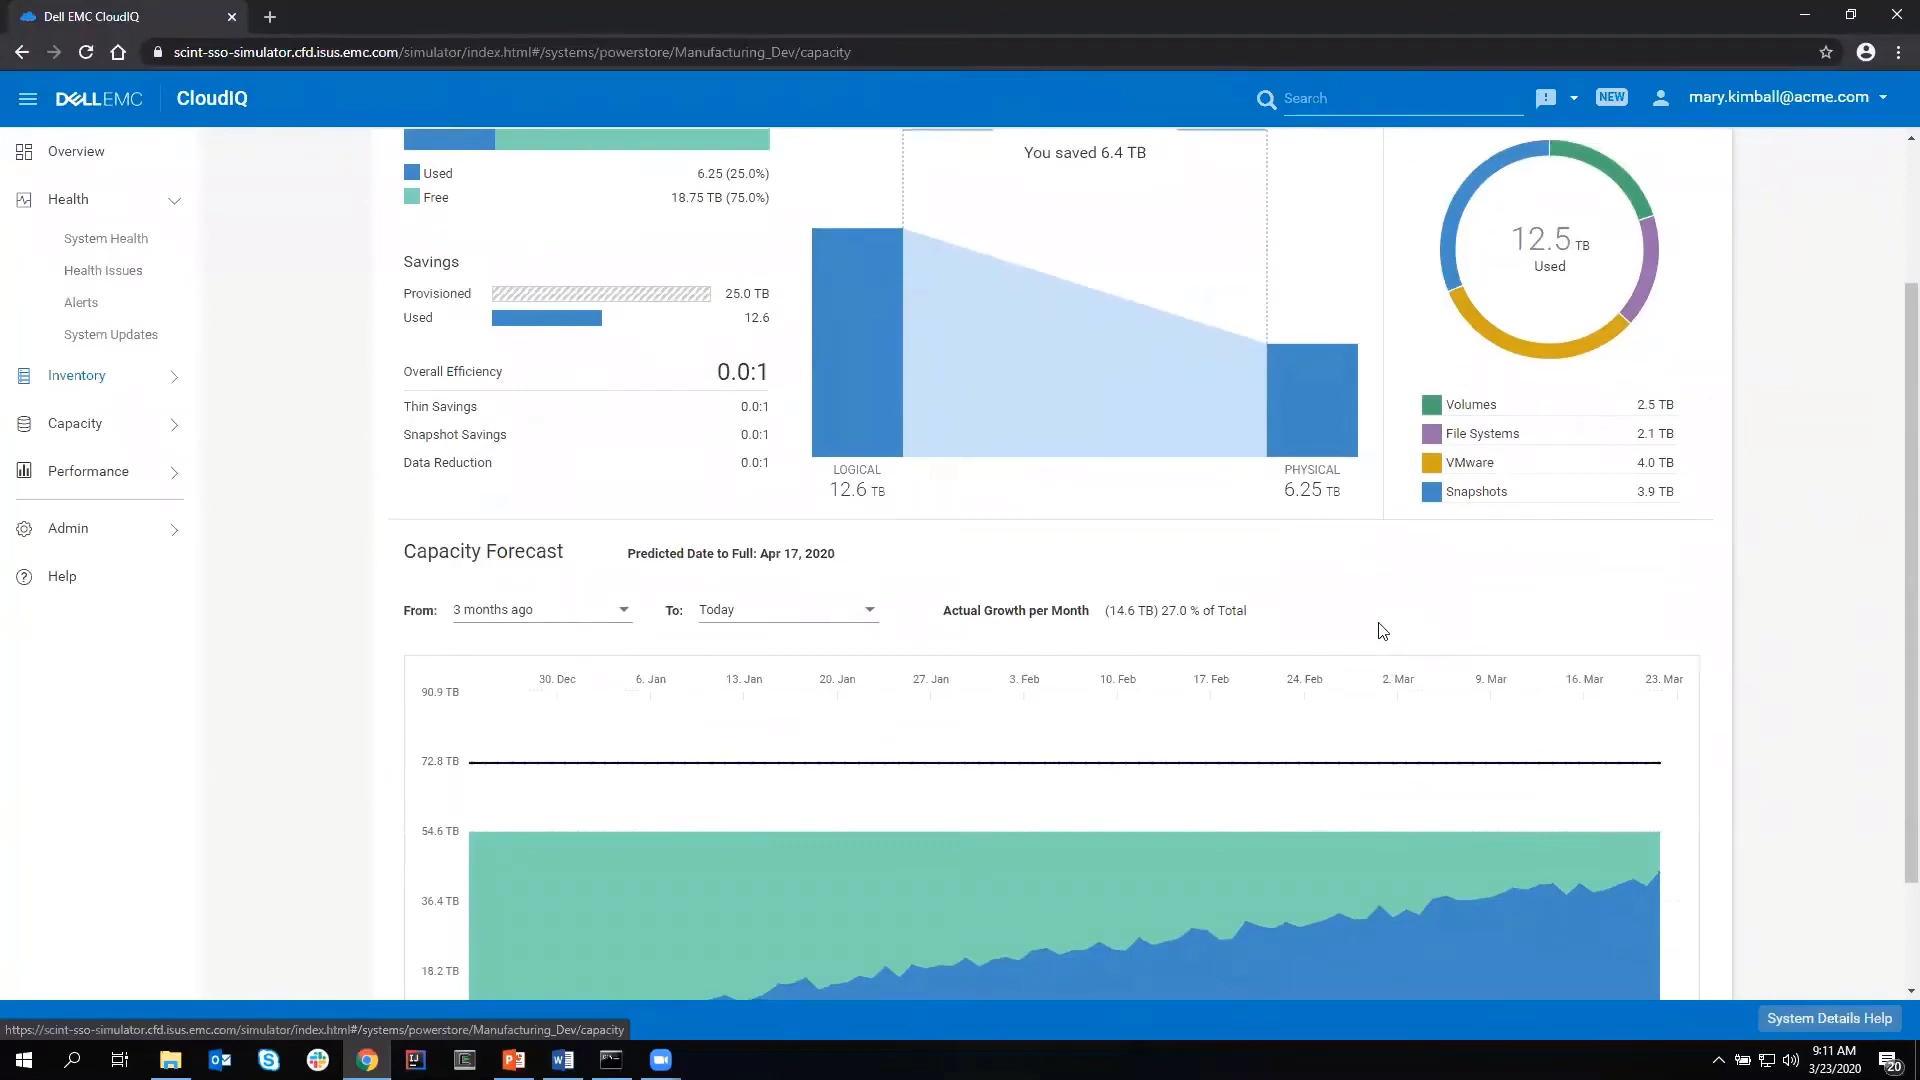 Dell EMC CloudIQ
scint-sso-simulator.cfd.isus.emc.com/simulator/index.html#/systems/powerstore/Manufacturing_Dev/capacity
DELL EMC CloudIQ
Search
NEW
mary.kimball@acme.com
Overview
Health
System Health
Health Issues
Alerts
System Updates
Inventory
Capacity
Performance
Admin
Help
Used 6.25 (25.0%)
Free 18.75 TB (75.0%)
Savings
Provisioned 25.0 TB
Used 12.6
Overall Efficiency 0.0:1
Thin Savings 0.0:1
Snapshot Savings 0.0:1
Data Reduction 0.0:1
You saved 6.4 TB
LOGICAL
12.6 TB
PHYSICAL
6.25 TB
12.5 TB
Used
Volumes 2.5 TB
File Systems 2.1 TB
VMware 4.0 TB
Snapshots 3.9 TB
Capacity Forecast Predicted Date to Full: Apr 17, 2020
From: 3 months ago To: Today Actual Growth per Month (14.6 TB) 27.0 % of Total
30. Dec 6. Jan 13. Jan 20. Jan 27. Jan 3. Feb 10. Feb 17. Feb 24. Feb 2. Mar 9. Mar 16. Mar 23. Mar
90.9 TB
72.8 TB
54.6 TB
36.4 TB
18.2 TB
System Details Help
https://scint-sso-simulator.cfd.isus.emc.com/simulator/index.html#/systems/powerstore/Manufacturing_Dev/capacity
9:11 AM
3/23/2020
20